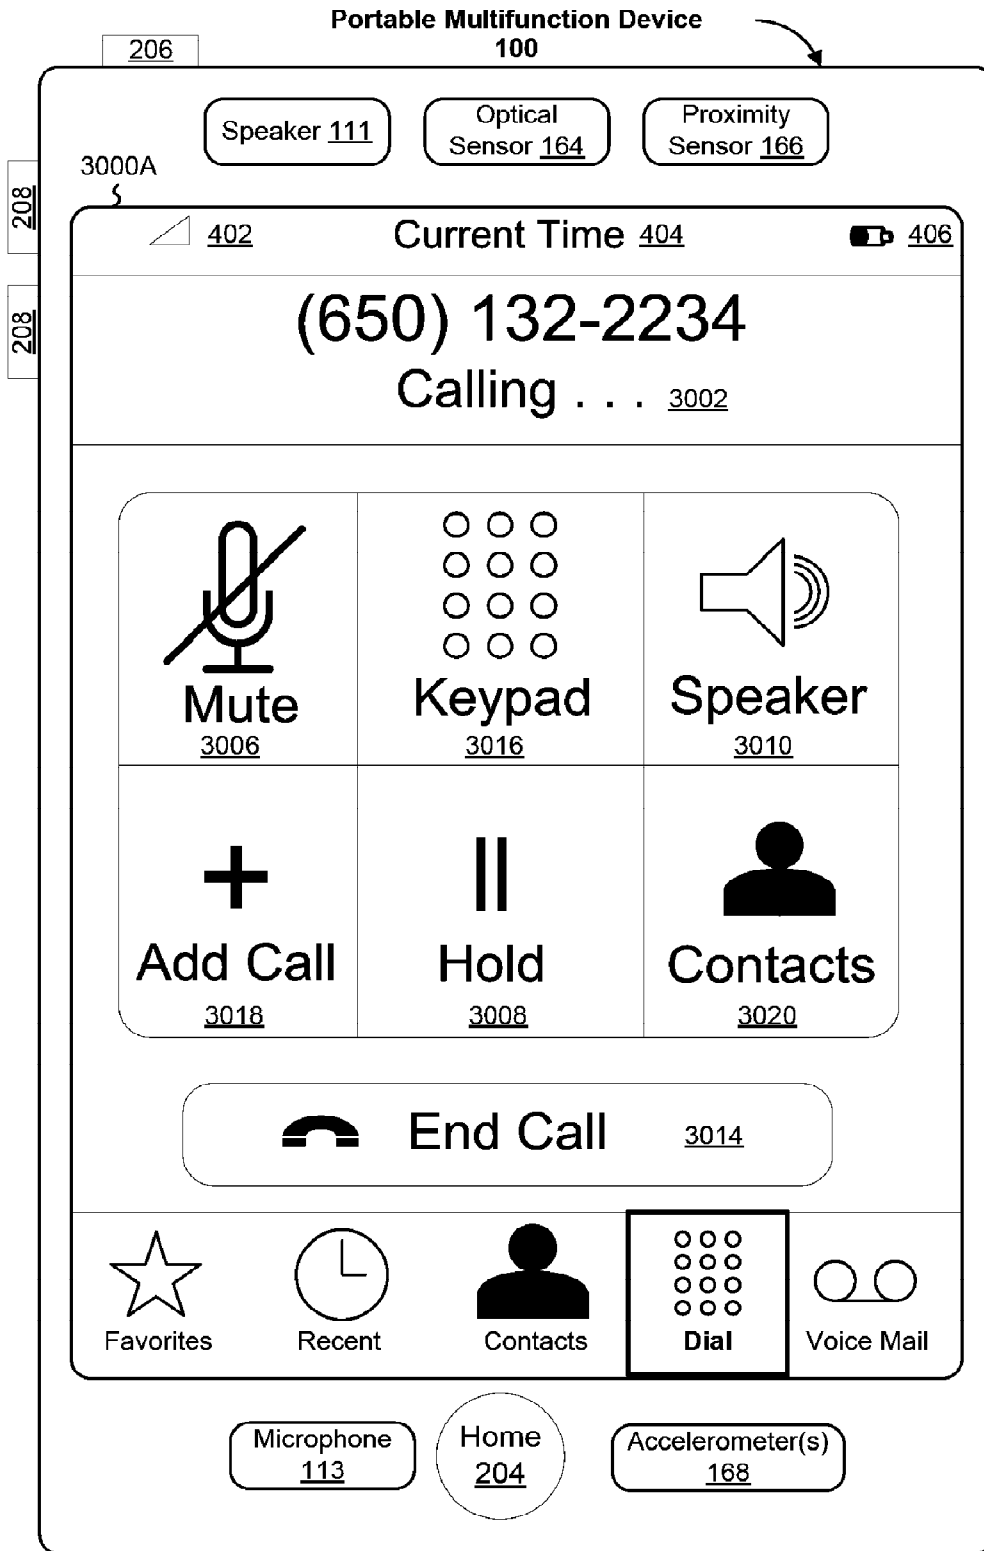 Portable Multifunction Device
100
206
Speaker 111
Optical
Sensor 164
Proximity
Sensor 166
3000A
208
208
402
Current Time 404
406
(650) 132-2234
Calling . . . 3002
Mute
3006
Keypad
3016
Speaker
3010
Add Call
3018
Hold
3008
Contacts
3020
End Call 3014
Favorites
Recent
Contacts
Dial
Voice Mail
Microphone
113
Home
204
Accelerometer(s)
168